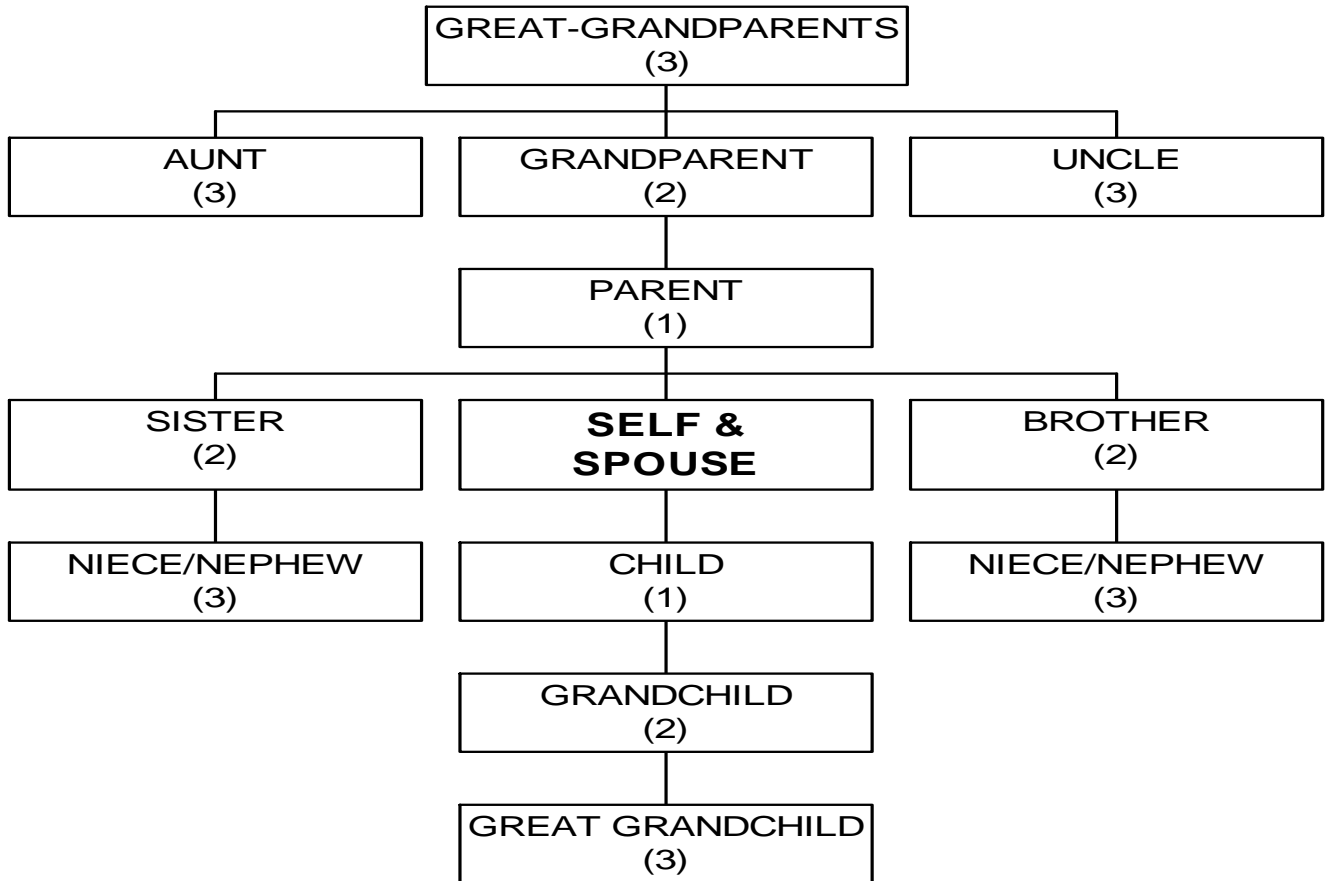 GREAT-GRANDPARENTS
(3)
AUNT
(3)
GRANDPARENT
(2)
UNCLE
(3)
PARENT
(1)
SISTER
(2)
SELF &
SPOUSE
BROTHER
(2)
NIECE/NEPHEW
(3)
CHILD
(1)
NIECE/NEPHEW
(3)
GRANDCHILD
(2)
GREAT GRANDCHILD
(3)